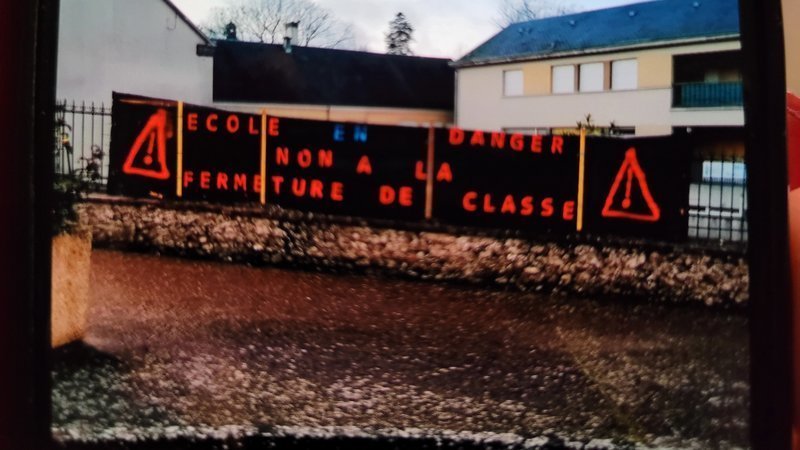 ECOLE EN DANGER
NON A LA
FERMETURE DE CLASSE